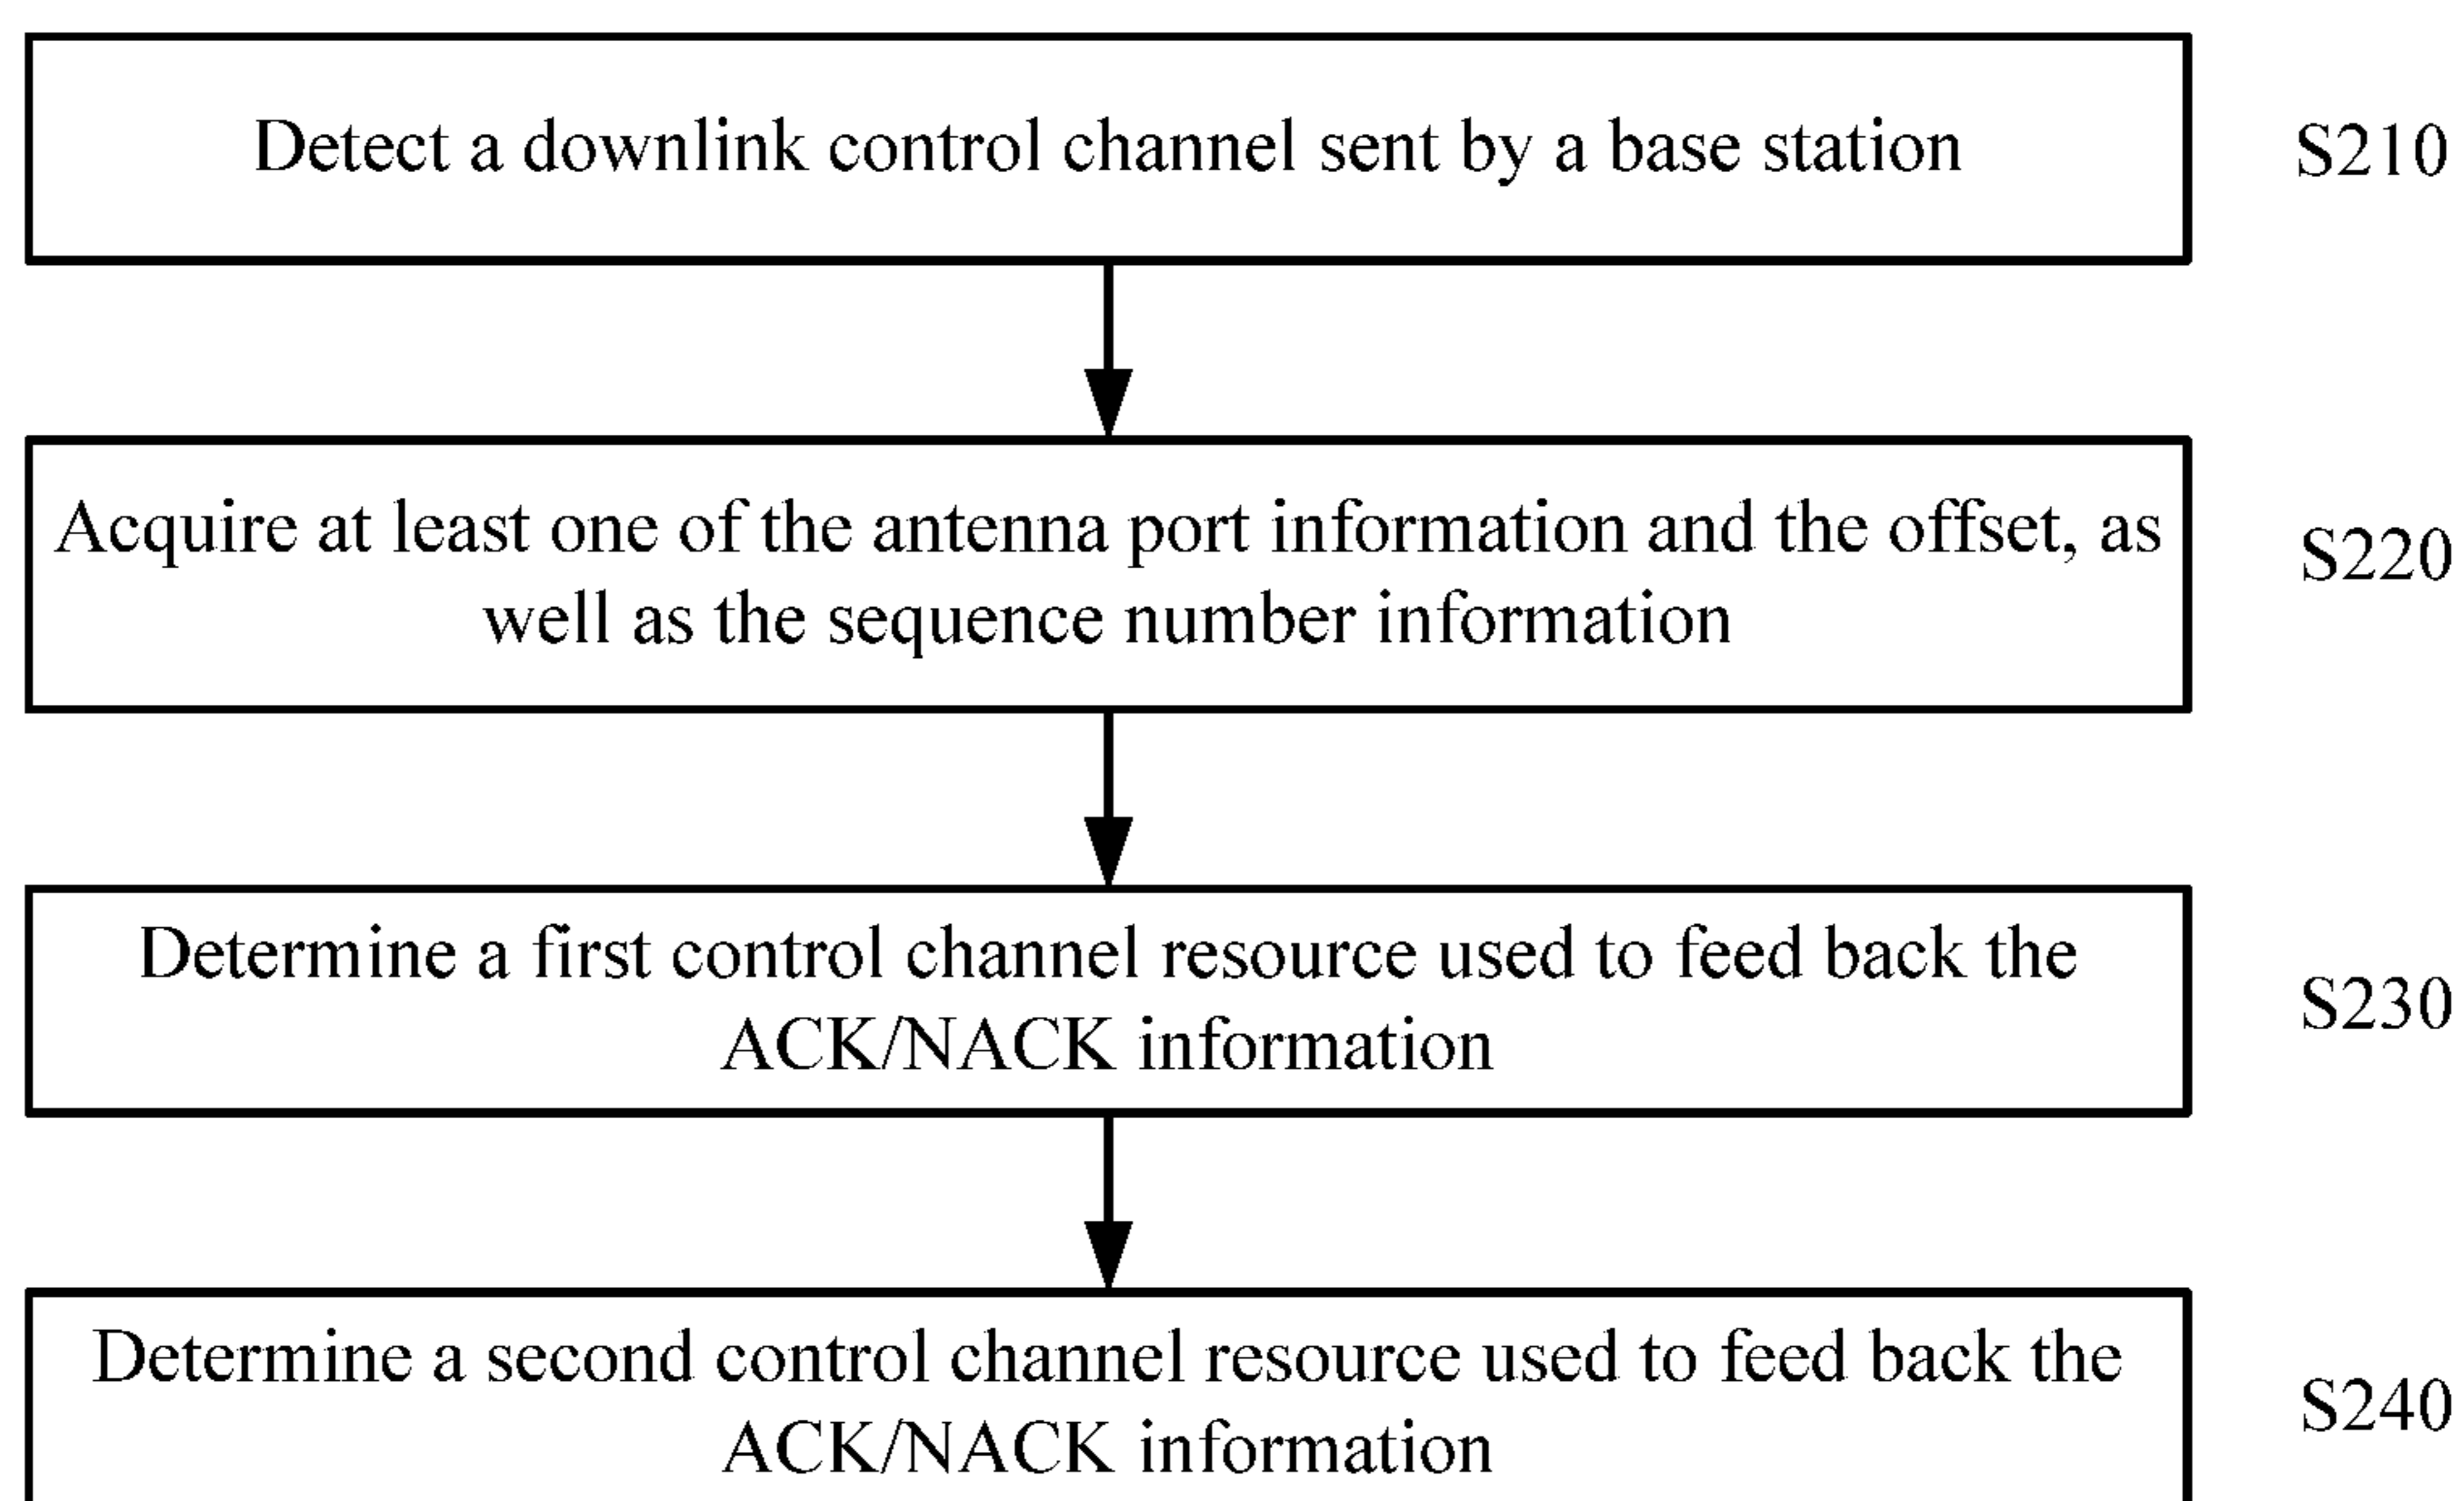 Detect a downlink control channel sent by a base station
S210
Acquire at least one of the antenna port information and the offset, as
well as the sequence number information
S220
Determine a first control channel resource used to feed back the
ACK/NACK information
S230
Determine a second control channel resource used to feed back the
ACK/NACK information
S240